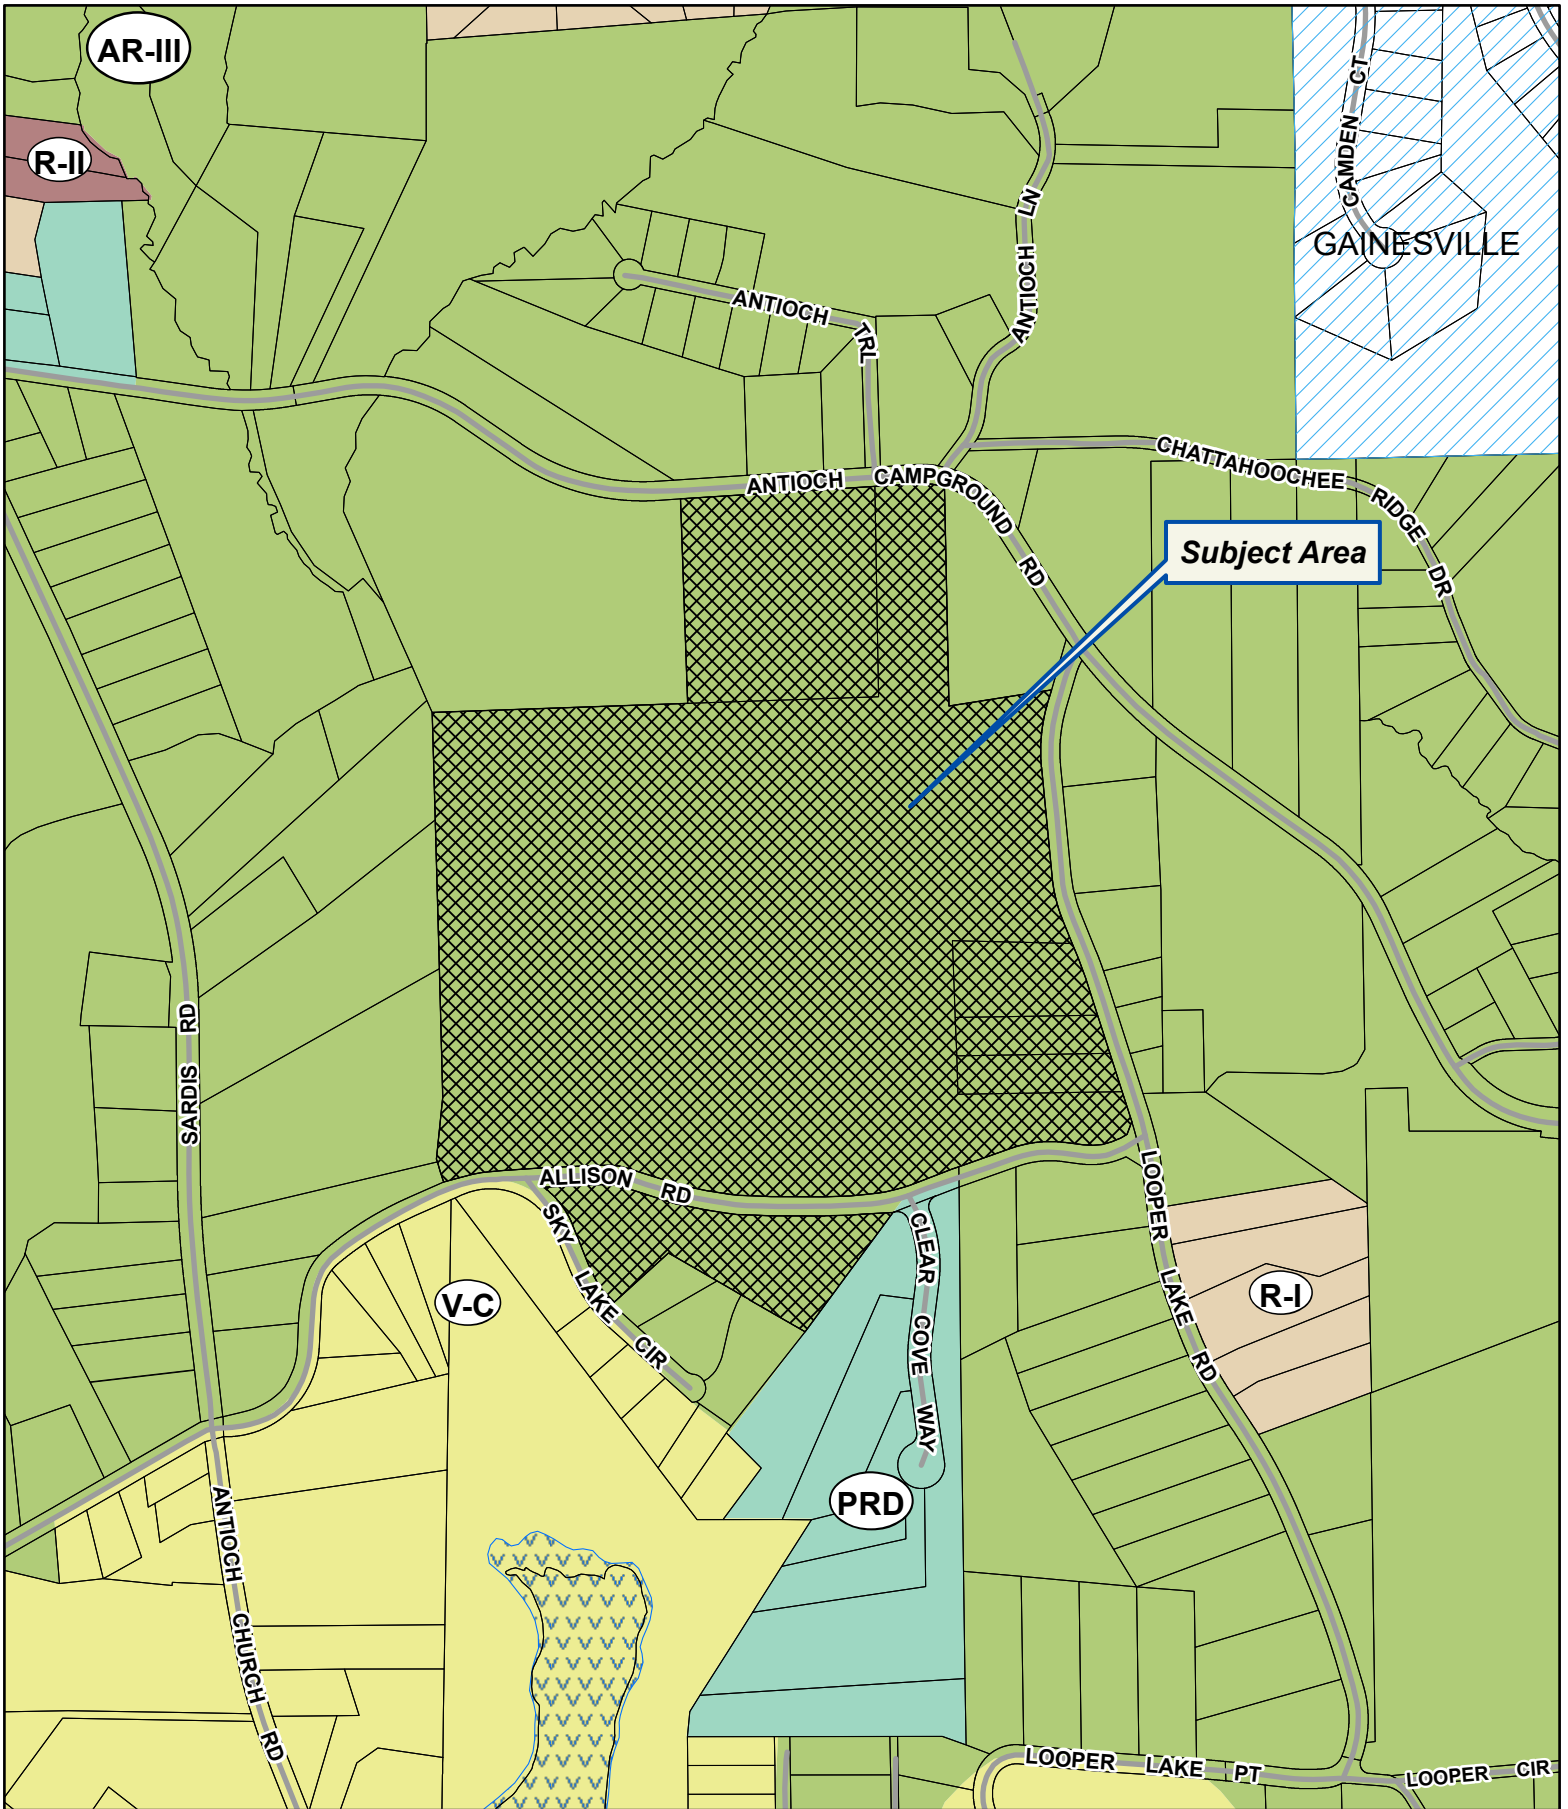 AR-III
R-II
CAMDEN CT
GAINESVILLE
ANTIOCH LN
ANTIOCH TRL
CHATTAHOOCHEE RIDGE DR
ANTIOCH CAMPGROUND RD
Subject Area
SARDIS RD
ALLISON RD
SKY LAKE CIR
CLEAR COVE WAY
LOOPER LAKE RD
R-I
V-C
PRD
ANTIOCH CHURCH RD
LOOPER LAKE PT
LOOPER CIR